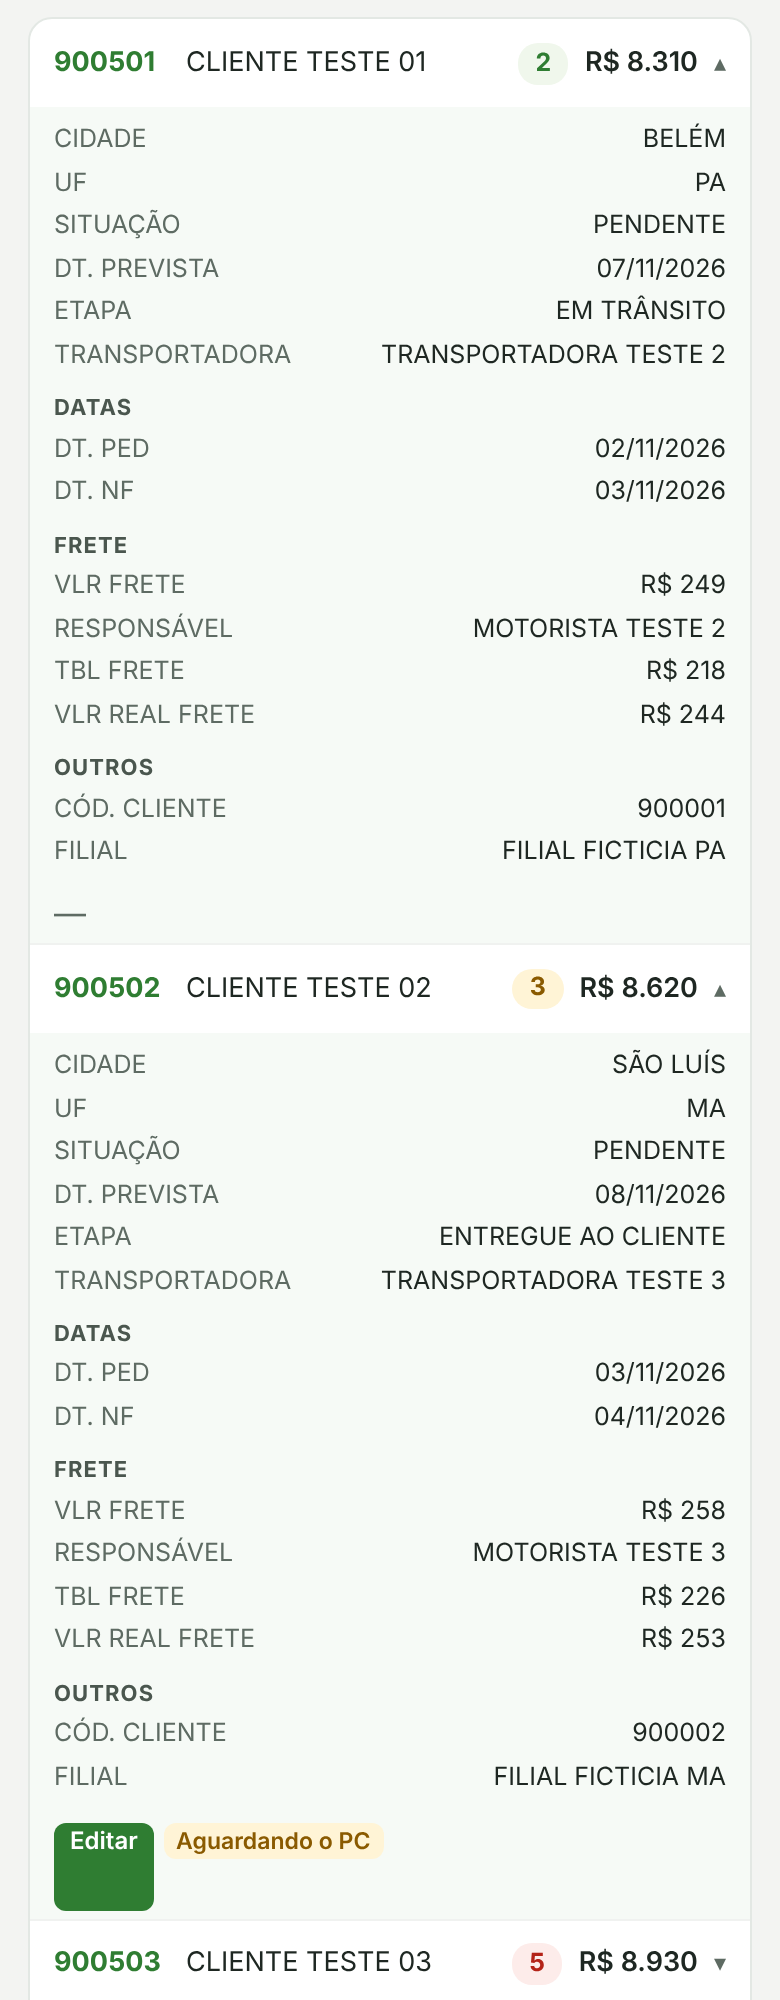 900501 CLIENTE TESTE 01 2 R$ 8.310 ▲
CIDADE BELÉM
UF PA
SITUAÇÃO PENDENTE
DT. PREVISTA 07/11/2026
ETAPA EM TRÂNSITO
TRANSPORTADORA TRANSPORTADORA TESTE 2
DATAS
DT. PED 02/11/2026
DT. NF 03/11/2026
FRETE
VLR FRETE R$ 249
RESPONSÁVEL MOTORISTA TESTE 2
TBL FRETE R$ 218
VLR REAL FRETE R$ 244
OUTROS
CÓD. CLIENTE 900001
FILIAL FILIAL FICTICIA PA
—
900502 CLIENTE TESTE 02 3 R$ 8.620 ▲
CIDADE SÃO LUÍS
UF MA
SITUAÇÃO PENDENTE
DT. PREVISTA 08/11/2026
ETAPA ENTREGUE AO CLIENTE
TRANSPORTADORA TRANSPORTADORA TESTE 3
DATAS
DT. PED 03/11/2026
DT. NF 04/11/2026
FRETE
VLR FRETE R$ 258
RESPONSÁVEL MOTORISTA TESTE 3
TBL FRETE R$ 226
VLR REAL FRETE R$ 253
OUTROS
CÓD. CLIENTE 900002
FILIAL FILIAL FICTICIA MA
Editar Aguardando o PC
900503 CLIENTE TESTE 03 5 R$ 8.930 ▼